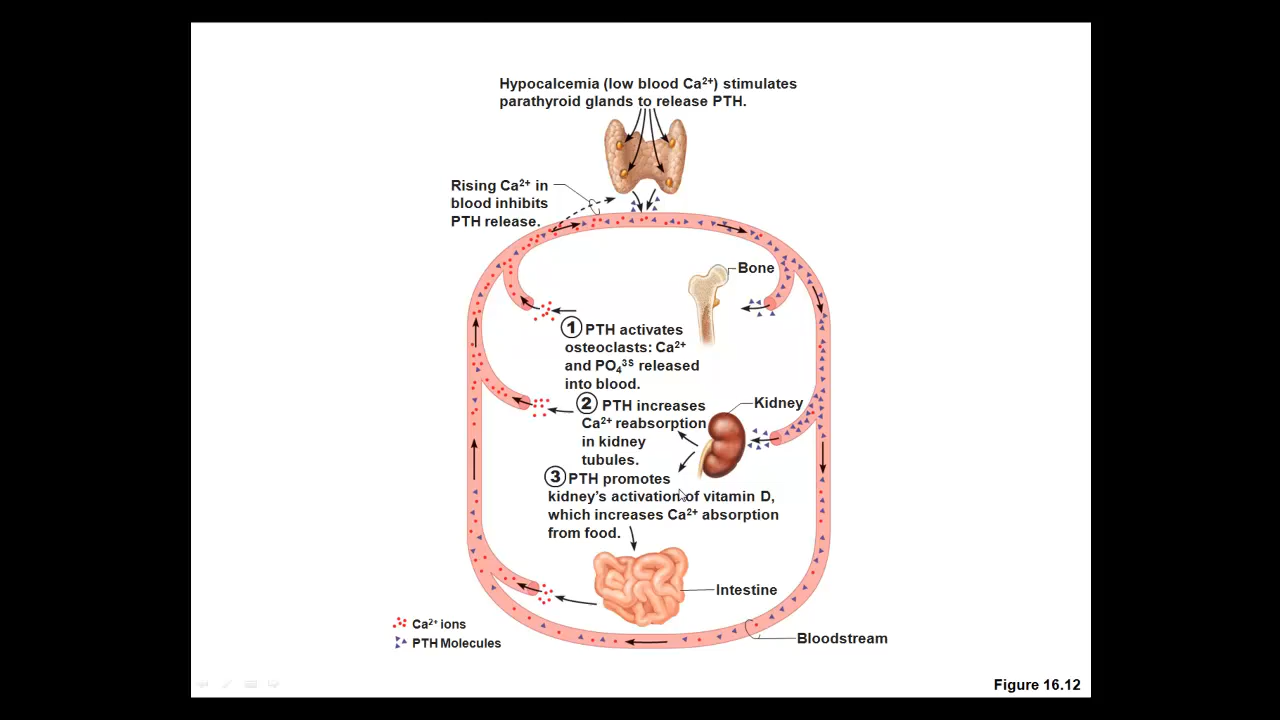 Hypocalcemia (low blood Ca²⁺) stimulates
parathyroid glands to release PTH.
Rising Ca²⁺ in
blood inhibits
PTH release.
Bone
1 PTH activates
osteoclasts: Ca²⁺
and PO₄³ˢ released
into blood.
2 PTH increases
Ca²⁺ reabsorption
in kidney
tubules.
Kidney
3 PTH promotes
kidney's activation of vitamin D,
which increases Ca²⁺ absorption
from food.
Intestine
Ca²⁺ ions
PTH Molecules
Bloodstream
Figure 16.12